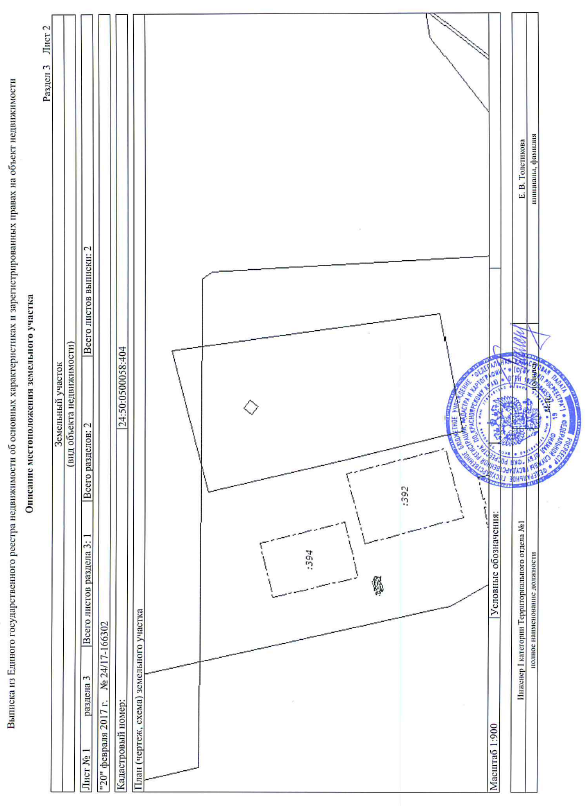 Выписка из Единого государственного реестра недвижимости об основных характеристиках и зарегистрированных правах на объект недвижимости
Раздел 3 Лист 2
Описание местоположения земельного участка
Земельный участок
(вид объекта недвижимости)
Лист № 1 раздела 3 Всего листов раздела 3: 1 Всего разделов: 2 Всего листов выписки: 2
"20" февраля 2017 г. № 24/17-166302
Кадастровый номер: 24:50:0500058:404
План (чертеж, схема) земельного участка
:394
:392
Масштаб 1:900 Условные обозначения:
Инженер I категории Территориального отдела №1 Е. В. Толстикова
полное наименование должности подпись инициалы, фамилия